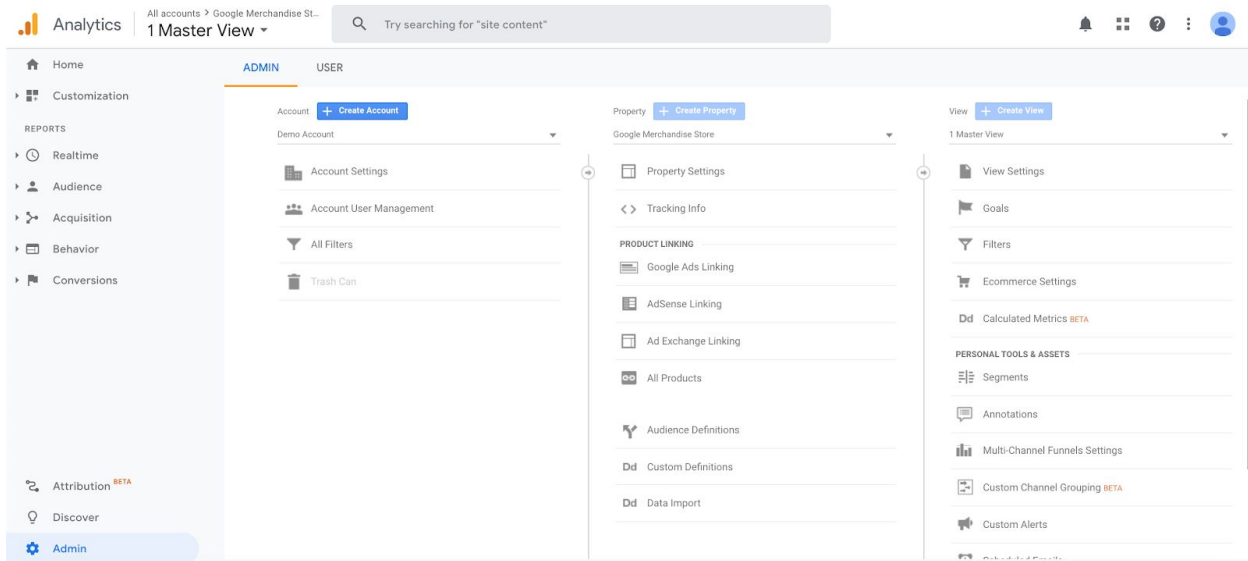 Analytics
All accounts > Google Merchandise St...
1 Master View
Try searching for "site content"
Home
Customization
REPORTS
Realtime
Audience
Acquisition
Behavior
Conversions
Attribution BETA
Discover
Admin
ADMIN
USER
Account
+ Create Account
Demo Account
Account Settings
Account User Management
All Filters
Trash Can
Property
+ Create Property
Google Merchandise Store
Property Settings
Tracking Info
PRODUCT LINKING
Google Ads Linking
AdSense Linking
Ad Exchange Linking
All Products
Audience Definitions
Dd Custom Definitions
Dd Data Import
View
+ Create View
1 Master View
View Settings
Goals
Filters
Ecommerce Settings
Dd Calculated Metrics BETA
PERSONAL TOOLS & ASSETS
Segments
Annotations
Multi-Channel Funnels Settings
Custom Channel Grouping BETA
Custom Alerts
Scheduled Emails